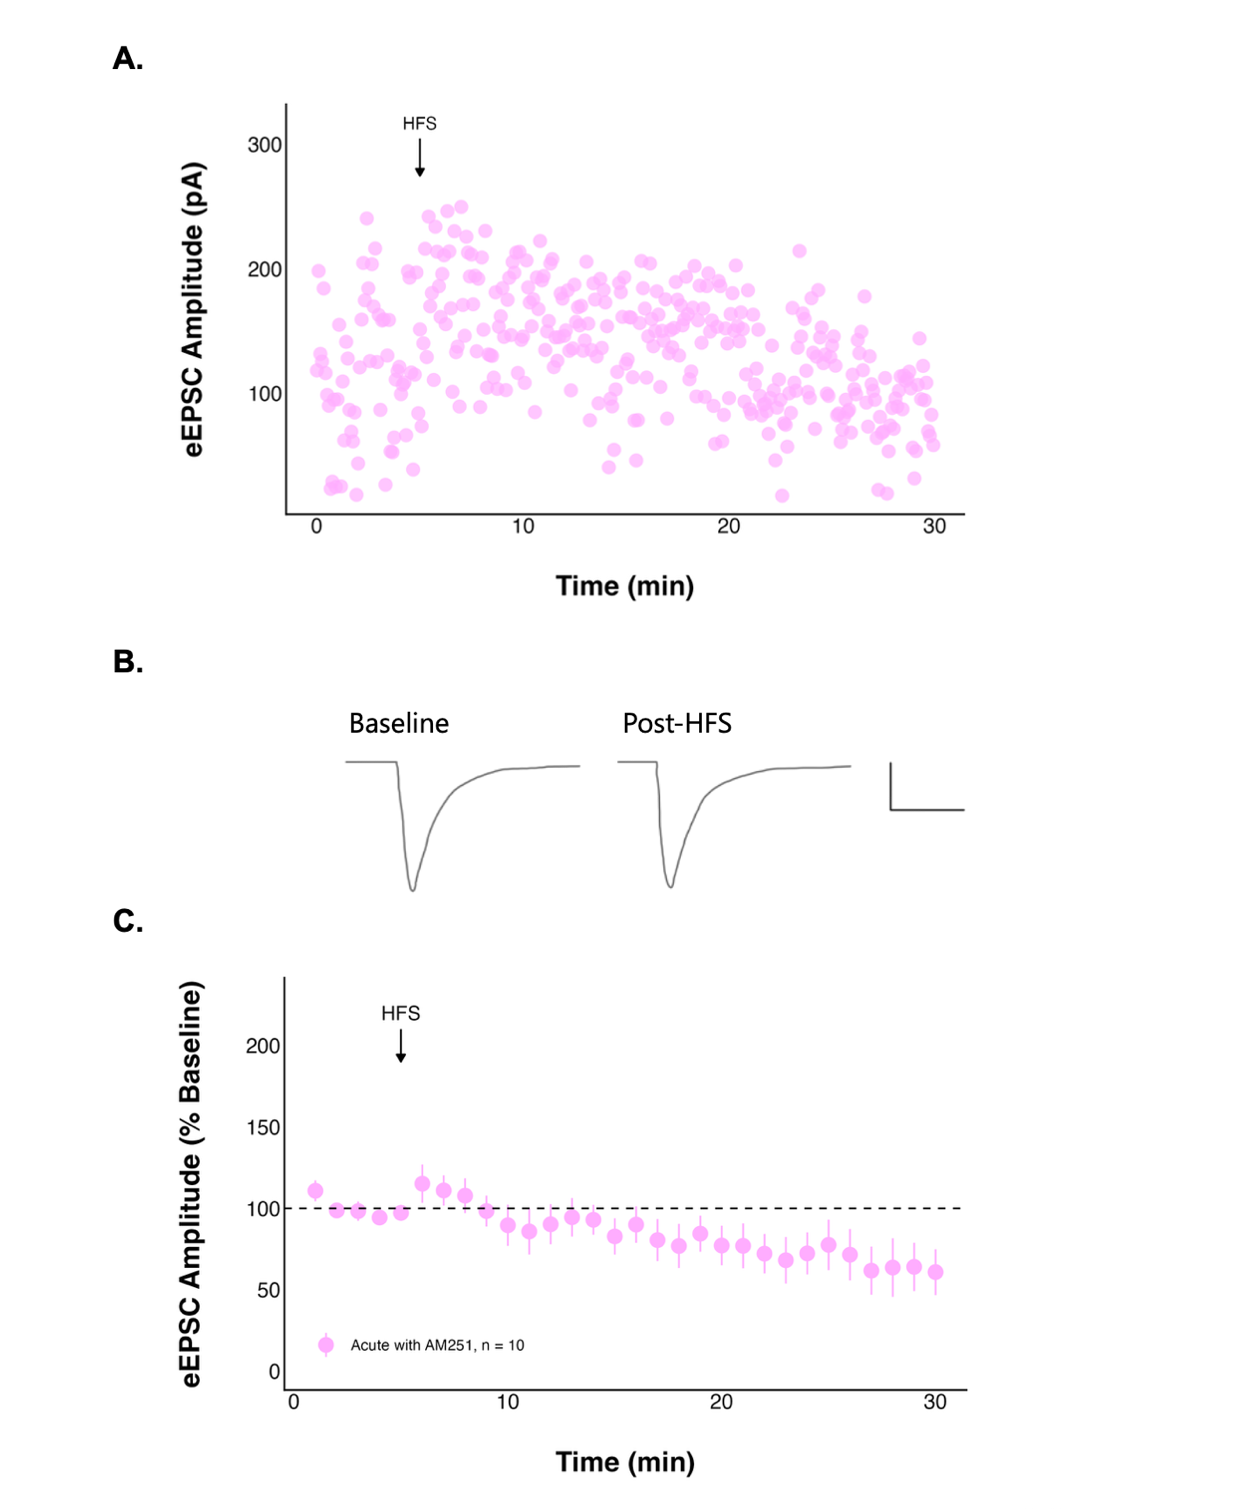 A.
HFS
eEPSC Amplitude (pA)
300
200
100
0 10 20 30
Time (min)
B.
Baseline Post-HFS
C.
HFS
eEPSC Amplitude (% Baseline)
200
150
100
50
Acute with AM251, n = 10
0
0 10 20 30
Time (min)